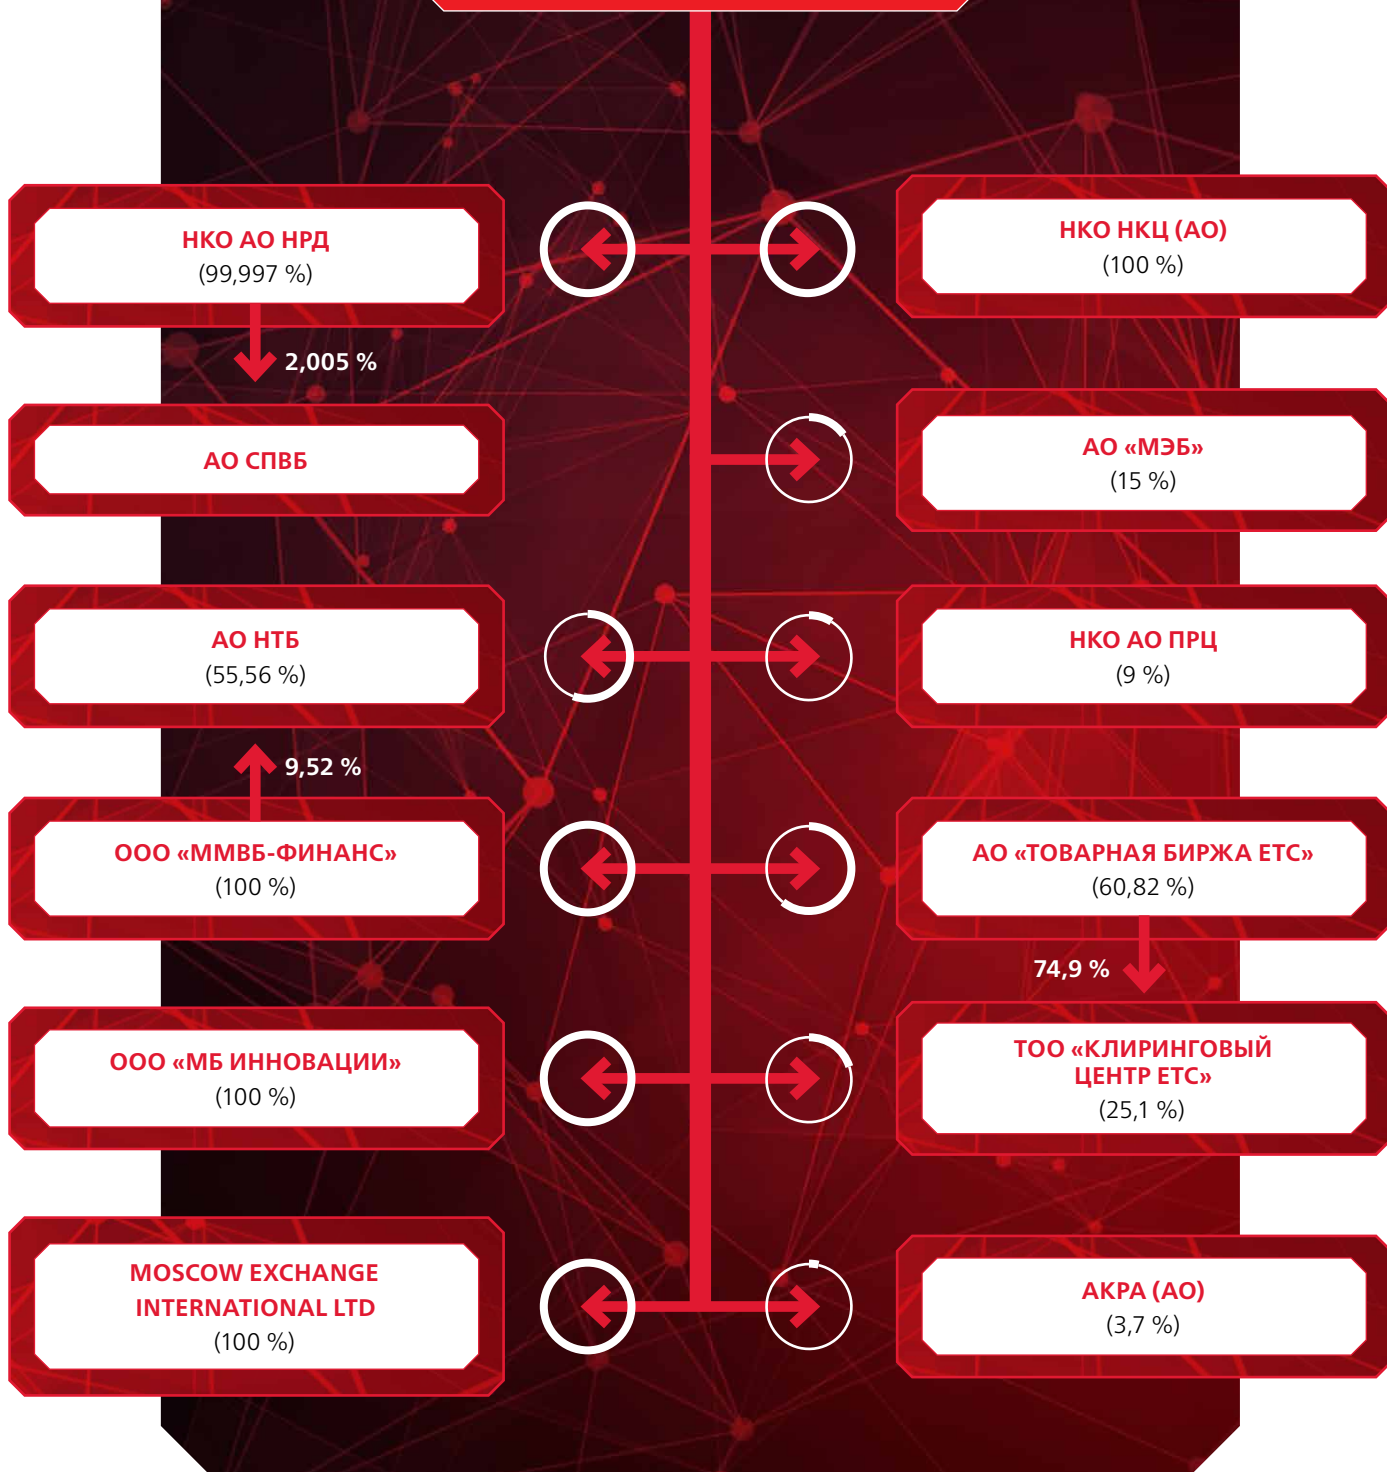 НКО АО НРД
(99,997 %)
2,005 %
АО СПВБ
АО НТБ
(55,56 %)
9,52 %
ООО «ММВБ-ФИНАНС»
(100 %)
ООО «МБ ИННОВАЦИИ»
(100 %)
MOSCOW EXCHANGE
INTERNATIONAL LTD
(100 %)
НКО НКЦ (АО)
(100 %)
АО «МЭБ»
(15 %)
НКО АО ПРЦ
(9 %)
АО «ТОВАРНАЯ БИРЖА ЕТС»
(60,82 %)
74,9 %
ТОО «КЛИРИНГОВЫЙ
ЦЕНТР ЕТС»
(25,1 %)
АКРА (АО)
(3,7 %)